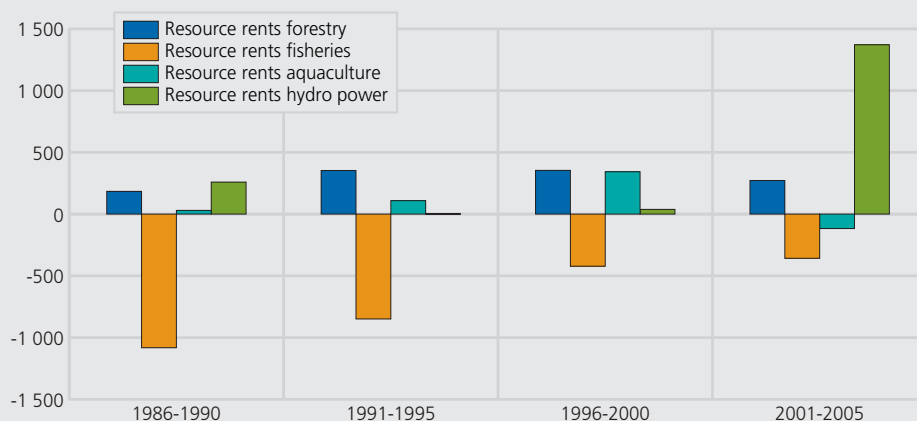 1 500
1 000
500
0
-500
-1 000
-1 500
Resource rents forestry
Resource rents fisheries
Resource rents aquaculture
Resource rents hydro power
1986-1990 1991-1995 1996-2000 2001-2005